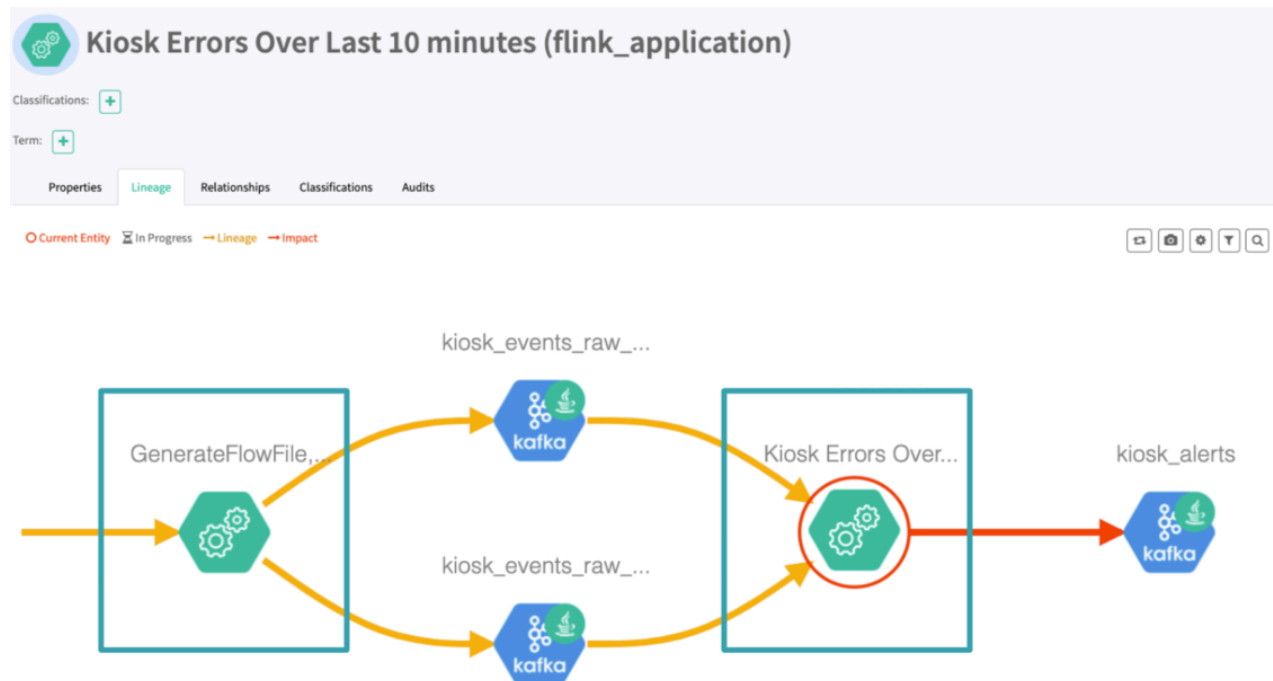 Kiosk Errors Over Last 10 minutes (flink_application)
Classifications: +
Term: +
Properties Lineage Relationships Classifications Audits
Current Entity In Progress Lineage Impact
kiosk_events_raw_...
kafka
GenerateFlowFile,...
Kiosk Errors Over...
kiosk_alerts
kafka
kiosk_events_raw_...
kafka